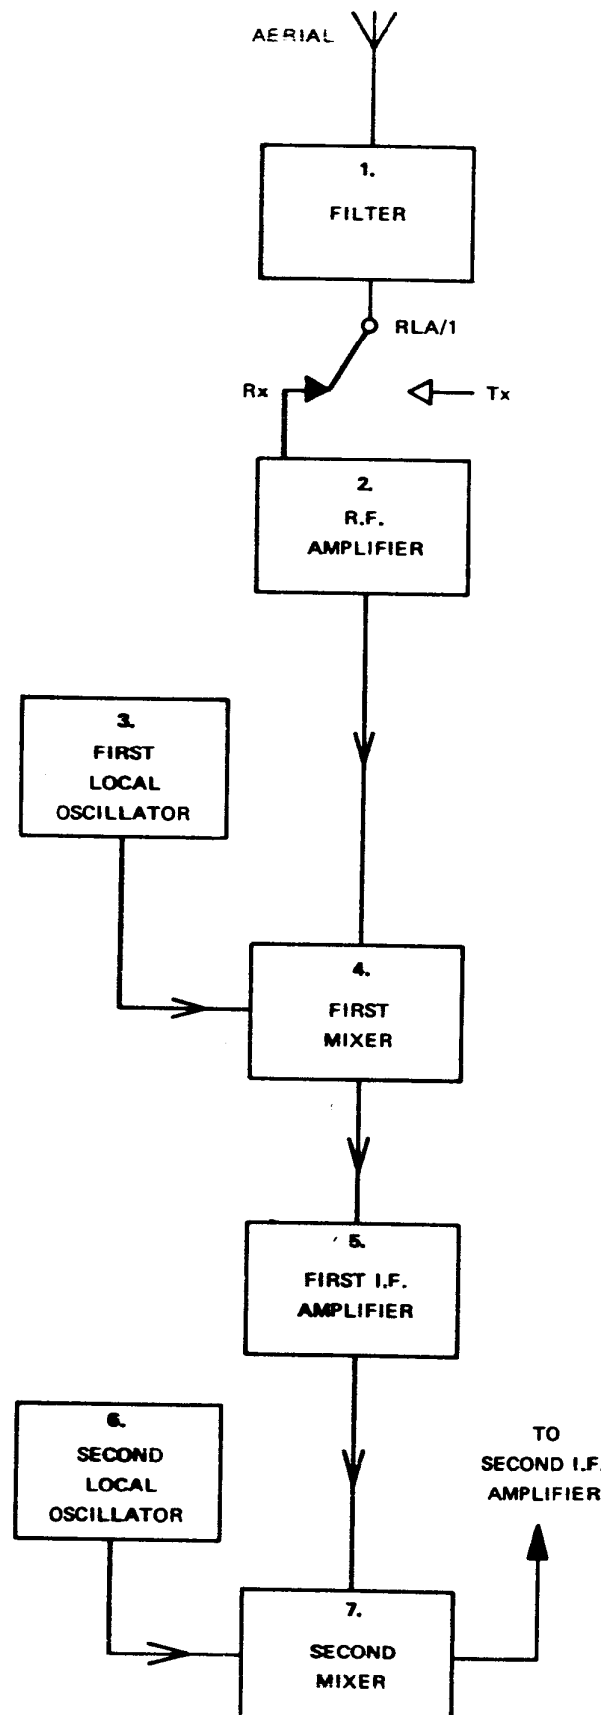 AERIAL
1.
FILTER
RLA/1
Rx
Tx
2.
R.F.
AMPLIFIER
3.
FIRST
LOCAL
OSCILLATOR
4.
FIRST
MIXER
5.
FIRST I.F.
AMPLIFIER
6.
SECOND
LOCAL
OSCILLATOR
TO
SECOND I.F.
AMPLIFIER
7.
SECOND
MIXER